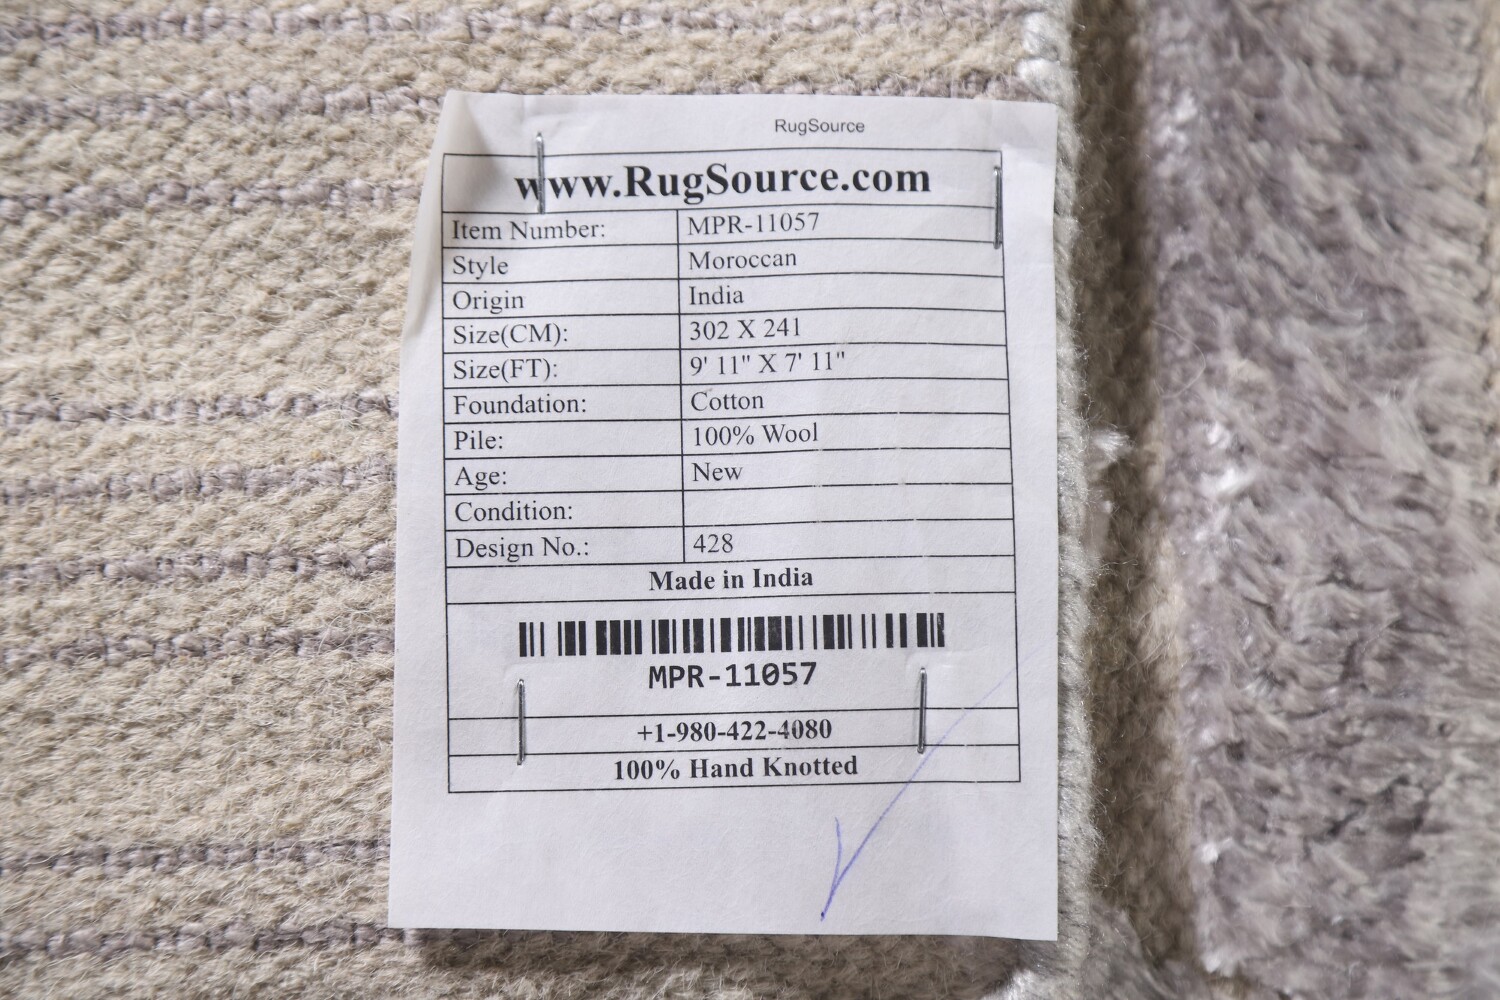 RugSource
www.RugSource.com
Item Number: MPR-11057
Style Moroccan
Origin India
Size(CM): 302 X 241
Size(FT): 9' 11" X 7' 11"
Foundation: Cotton
Pile: 100% Wool
Age: New
Condition:
Design No.: 428
Made in India
MPR-11057
+1-980-422-4080
100% Hand Knotted